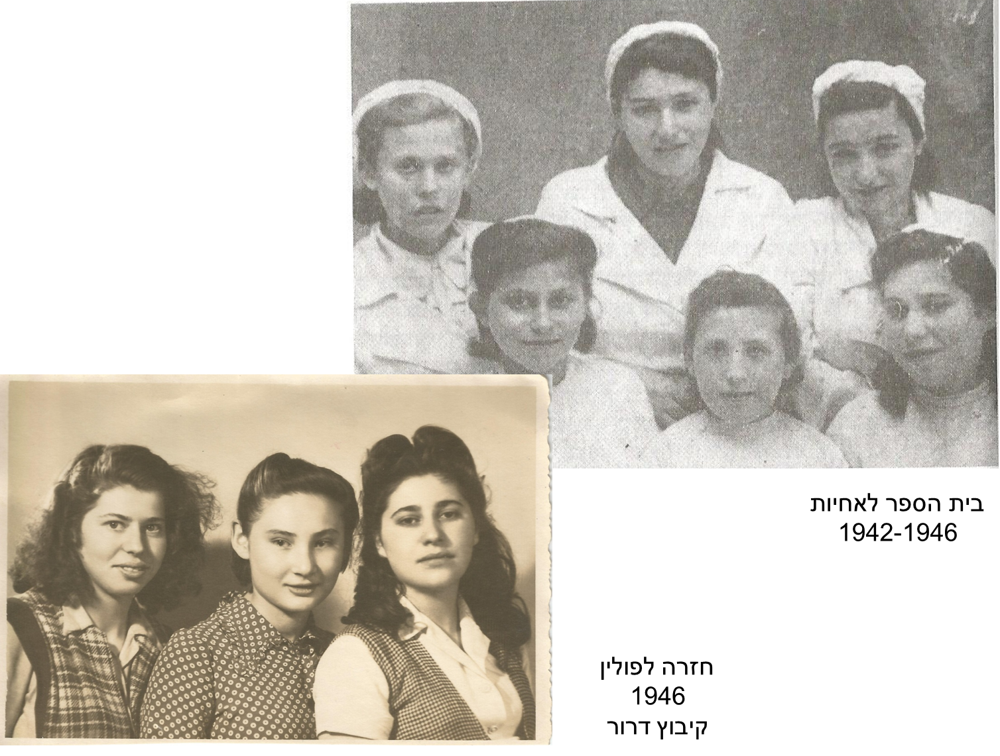 בית הספר לאחיות
1942-1946
חזרה לפולין
1946
קיבוץ דרור